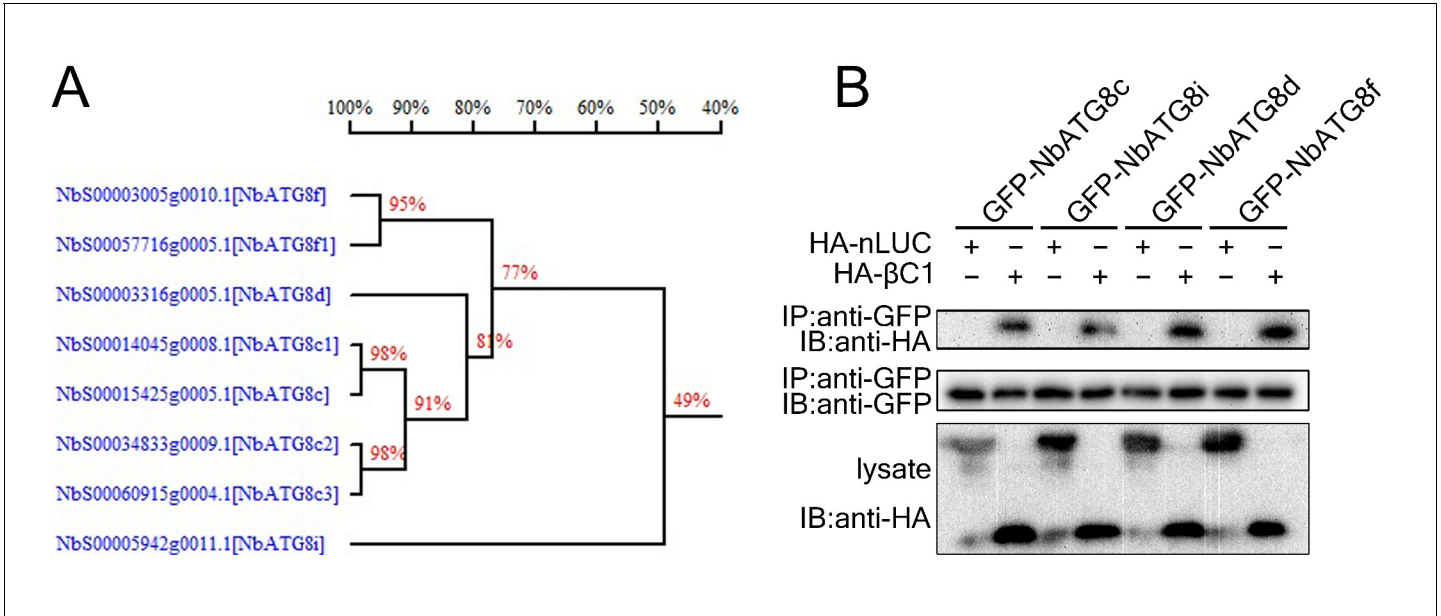 A
100% 90% 80% 70% 60% 50% 40%
NbS00003005g0010.1[NbATG8f]
95%
NbS00057716g0005.1[NbATG8f1]
77%
NbS00003316g0005.1[NbATG8d]
81%
NbS00014045g0008.1[NbATG8c1]
98%
NbS00015425g0005.1[NbATG8c]
91%
49%
NbS00034833g0009.1[NbATG8c2]
98%
NbS00060915g0004.1[NbATG8c3]
NbS00005942g0011.1[NbATG8i]
B
GFP-NbATG8c
GFP-NbATG8i
GFP-NbATG8d
GFP-NbATG8f
HA-nLUC + − + − + − + −
HA-βC1 − + − + − + − +
IP:anti-GFP
IB:anti-HA
IP:anti-GFP
IB:anti-GFP
lysate
IB:anti-HA